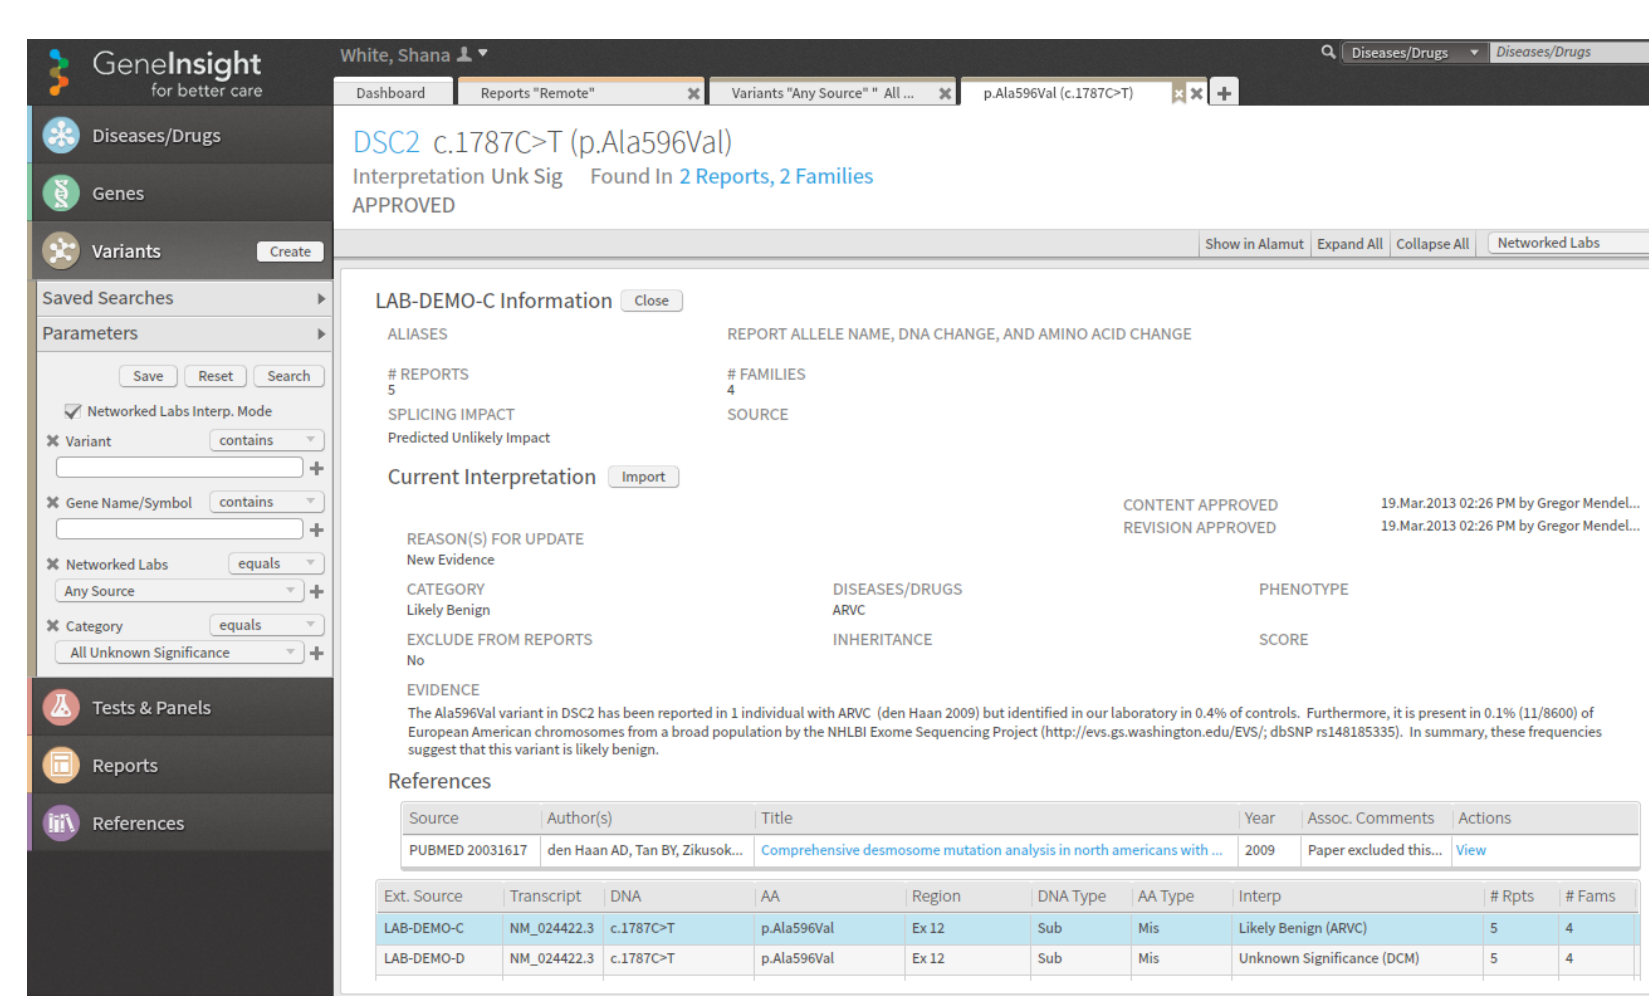 GeneInsight
for better care
White, Shana
Diseases/Drugs
Diseases/Drugs
Dashboard
Reports "Remote"
Variants "Any Source" " All ...
p.Ala596Val (c.1787C>T)
Diseases/Drugs
Genes
Variants
Create
Saved Searches
Parameters
Save
Reset
Search
Networked Labs Interp. Mode
Variant
contains
Gene Name/Symbol
contains
Networked Labs
equals
Any Source
Category
equals
All Unknown Significance
Tests & Panels
Reports
References
DSC2 c.1787C>T (p.Ala596Val)
Interpretation Unk Sig Found In 2 Reports, 2 Families
APPROVED
Show in Alamut
Expand All
Collapse All
Networked Labs
LAB-DEMO-C Information
Close
ALIASES
REPORT ALLELE NAME, DNA CHANGE, AND AMINO ACID CHANGE
# REPORTS
5
# FAMILIES
4
SPLICING IMPACT
Predicted Unlikely Impact
SOURCE
Current Interpretation
Import
CONTENT APPROVED
19.Mar.2013 02:26 PM by Gregor Mendel...
REVISION APPROVED
19.Mar.2013 02:26 PM by Gregor Mendel...
REASON(S) FOR UPDATE
New Evidence
CATEGORY
Likely Benign
DISEASES/DRUGS
ARVC
PHENOTYPE
EXCLUDE FROM REPORTS
No
INHERITANCE
SCORE
EVIDENCE
The Ala596Val variant in DSC2 has been reported in 1 individual with ARVC (den Haan 2009) but identified in our laboratory in 0.4% of controls. Furthermore, it is present in 0.1% (11/8600) of
European American chromosomes from a broad population by the NHLBI Exome Sequencing Project (http://evs.gs.washington.edu/EVS/; dbSNP rs148185335). In summary, these frequencies
suggest that this variant is likely benign.
References
Source Author(s) Title Year Assoc. Comments Actions
PUBMED 20031617 den Haan AD, Tan BY, Zikusok... Comprehensive desmosome mutation analysis in north americans with ... 2009 Paper excluded this... View
Ext. Source Transcript DNA AA Region DNA Type AA Type Interp # Rpts # Fams
LAB-DEMO-C NM_024422.3 c.1787C>T p.Ala596Val Ex 12 Sub Mis Likely Benign (ARVC) 5 4
LAB-DEMO-D NM_024422.3 c.1787C>T p.Ala596Val Ex 12 Sub Mis Unknown Significance (DCM) 5 4